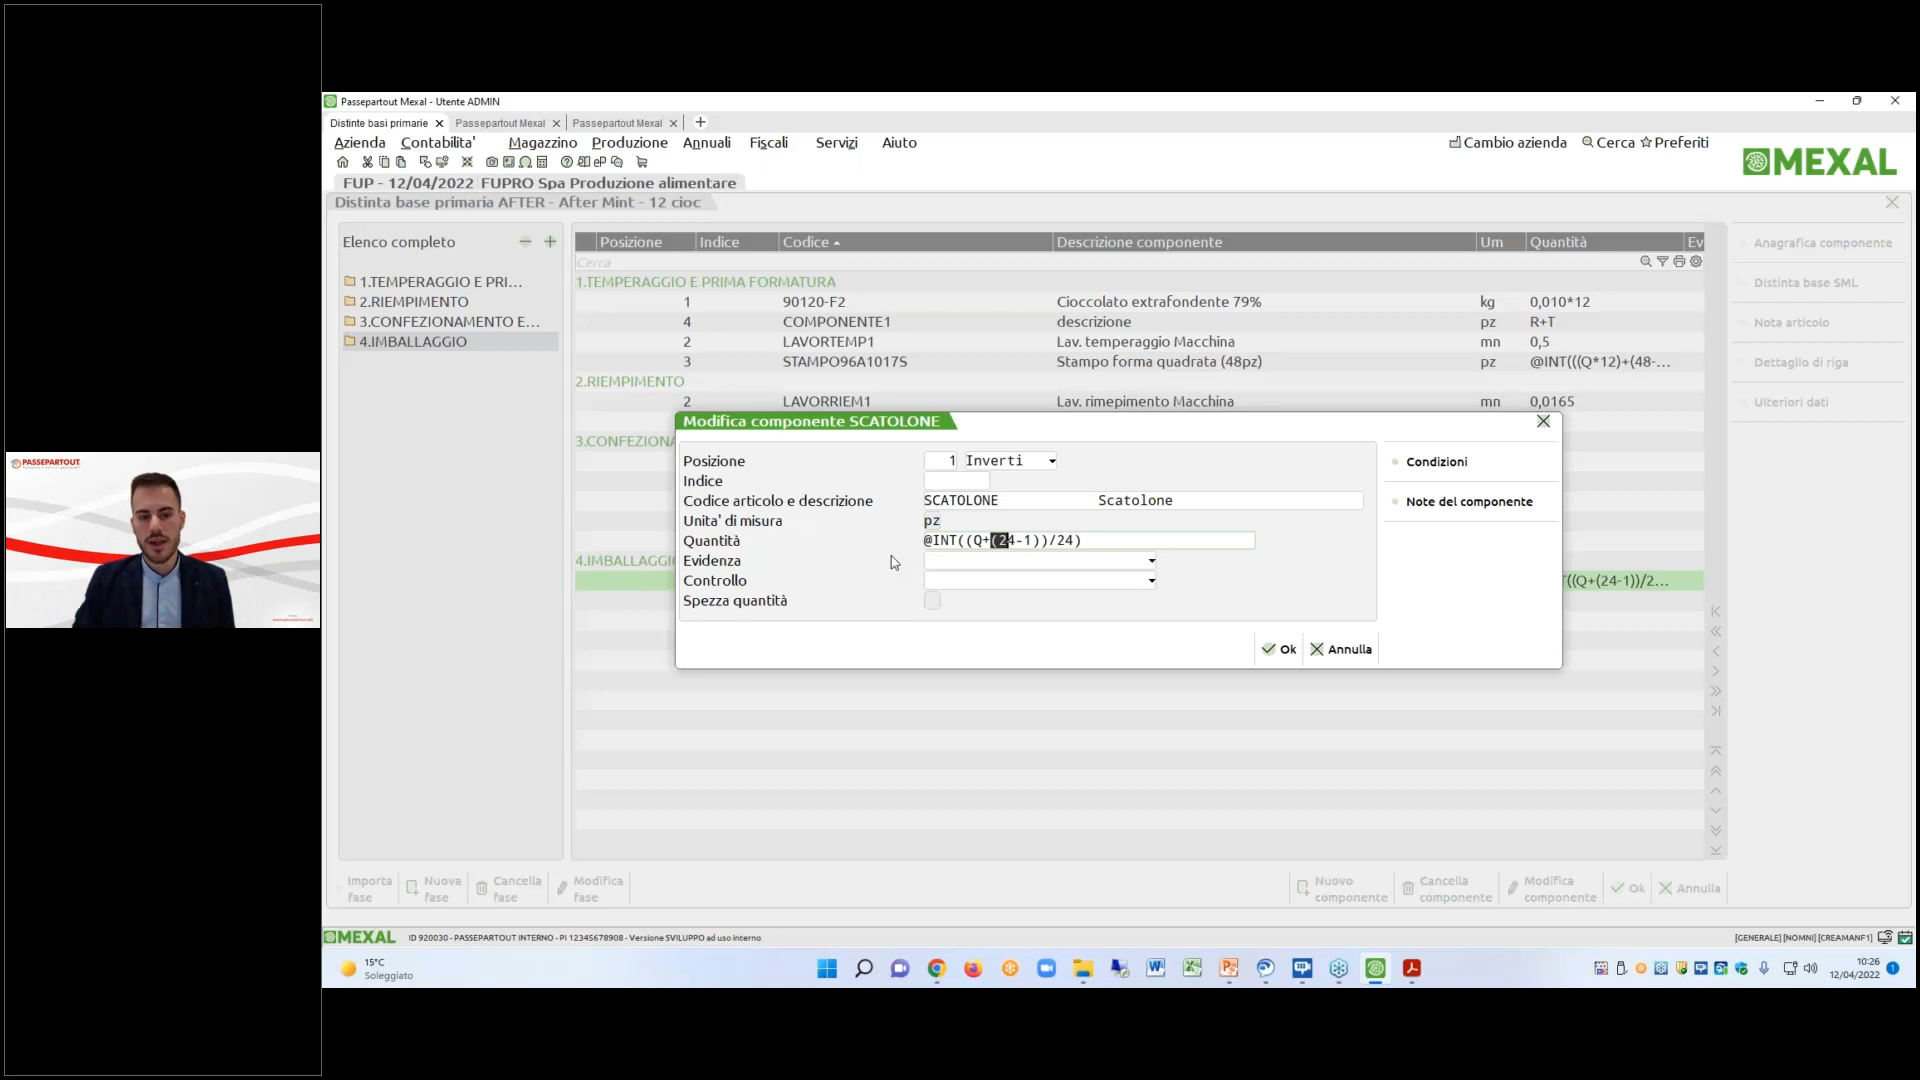 Passepartout Mexal - Utente ADMIN
Distinte basi primarie Passepartout Mexal Passepartout Mexal
Azienda Contabilita' Magazzino Produzione Annuali Fiscali Servizi Aiuto
Cambio azienda Cerca Preferiti
MEXAL
FUP - 12/04/2022 FUPRO Spa Produzione alimentare
Distinta base primaria AFTER - After Mint - 12 cioc
Elenco completo
1.TEMPERAGGIO E PRI...
2.RIEMPIMENTO
3.CONFEZIONAMENTO E...
4.IMBALLAGGIO
Posizione Indice Codice Descrizione componente Um Quantità Ev
Cerca
1.TEMPERAGGIO E PRIMA FORMATURA
1 90120-F2 Cioccolato extrafondente 79% kg 0,010*12
4 COMPONENTE1 descrizione pz R+T
2 LAVORTEMP1 Lav. temperaggio Macchina mn 0,5
3 STAMPO96A1017S Stampo forma quadrata (48pz) pz @INT(((Q*12)+(48-...
2.RIEMPIMENTO
2 LAVORRIEM1 Lav. rimepimento Macchina mn 0,0165
3.CONFEZIONA
4.IMBALLAGGI
T((Q+(24-1))/2...
Modifica componente SCATOLONE
Posizione 1 Inverti
Indice
Codice articolo e descrizione SCATOLONE Scatolone
Unita' di misura pz
Quantità @INT((Q+(24-1))/24)
Evidenza
Controllo
Spezza quantità
Condizioni
Note del componente
Ok Annulla
Anagrafica componente
Distinta base SML
Nota articolo
Dettaglio di riga
Ulteriori dati
Importa fase
Nuova fase
Cancella fase
Modifica fase
Nuovo componente
Cancella componente
Modifica componente
Ok Annulla
MEXAL ID 920030 - PASSEPARTOUT INTERNO - PI 12345678908 - Versione SVILUPPO ad uso interno
[GENERALE] [NOMNI] [CREAMANF1]
15°C
Soleggiato
10:26
12/04/2022
1
PASSEPARTOUT